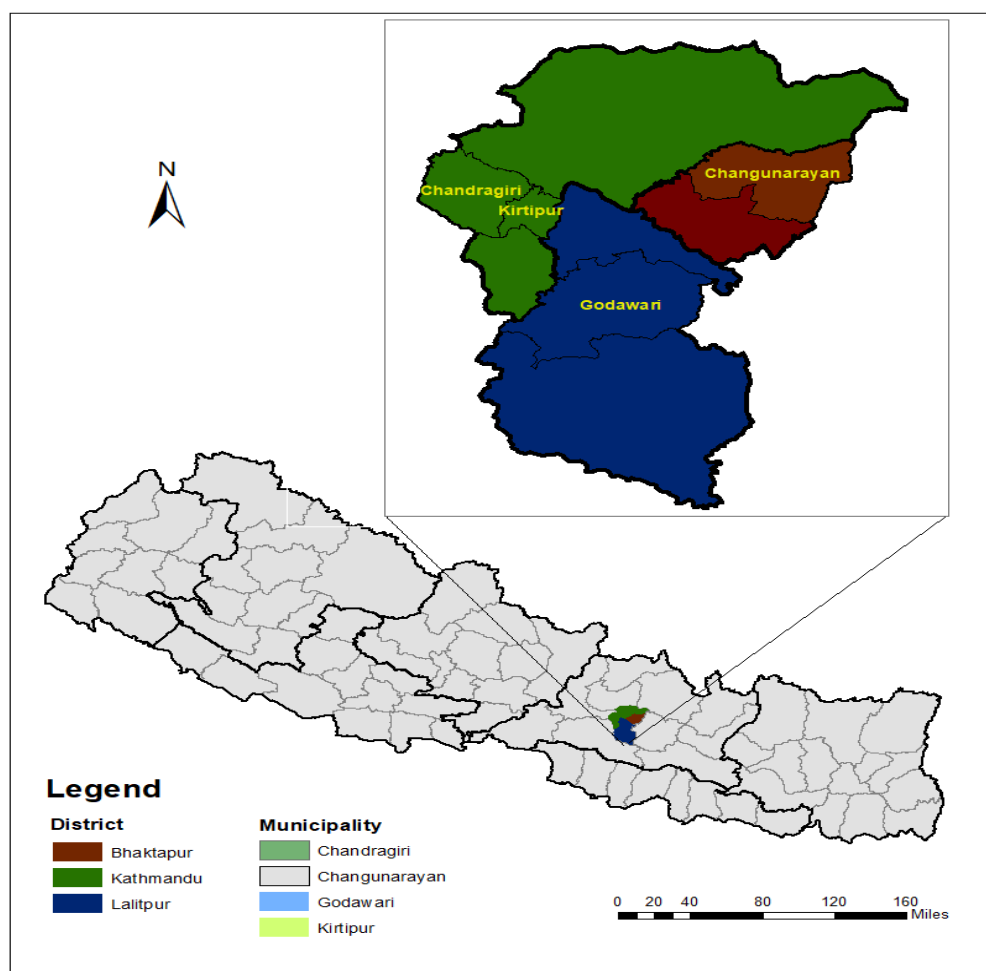 N
Changunarayan
Chandragiri
Kirtipur
Godawari
Legend
District
Bhaktapur
Kathmandu
Lalitpur
Municipality
Chandragiri
Changunarayan
Godawari
Kirtipur
0 20 40 80 120 160
Miles